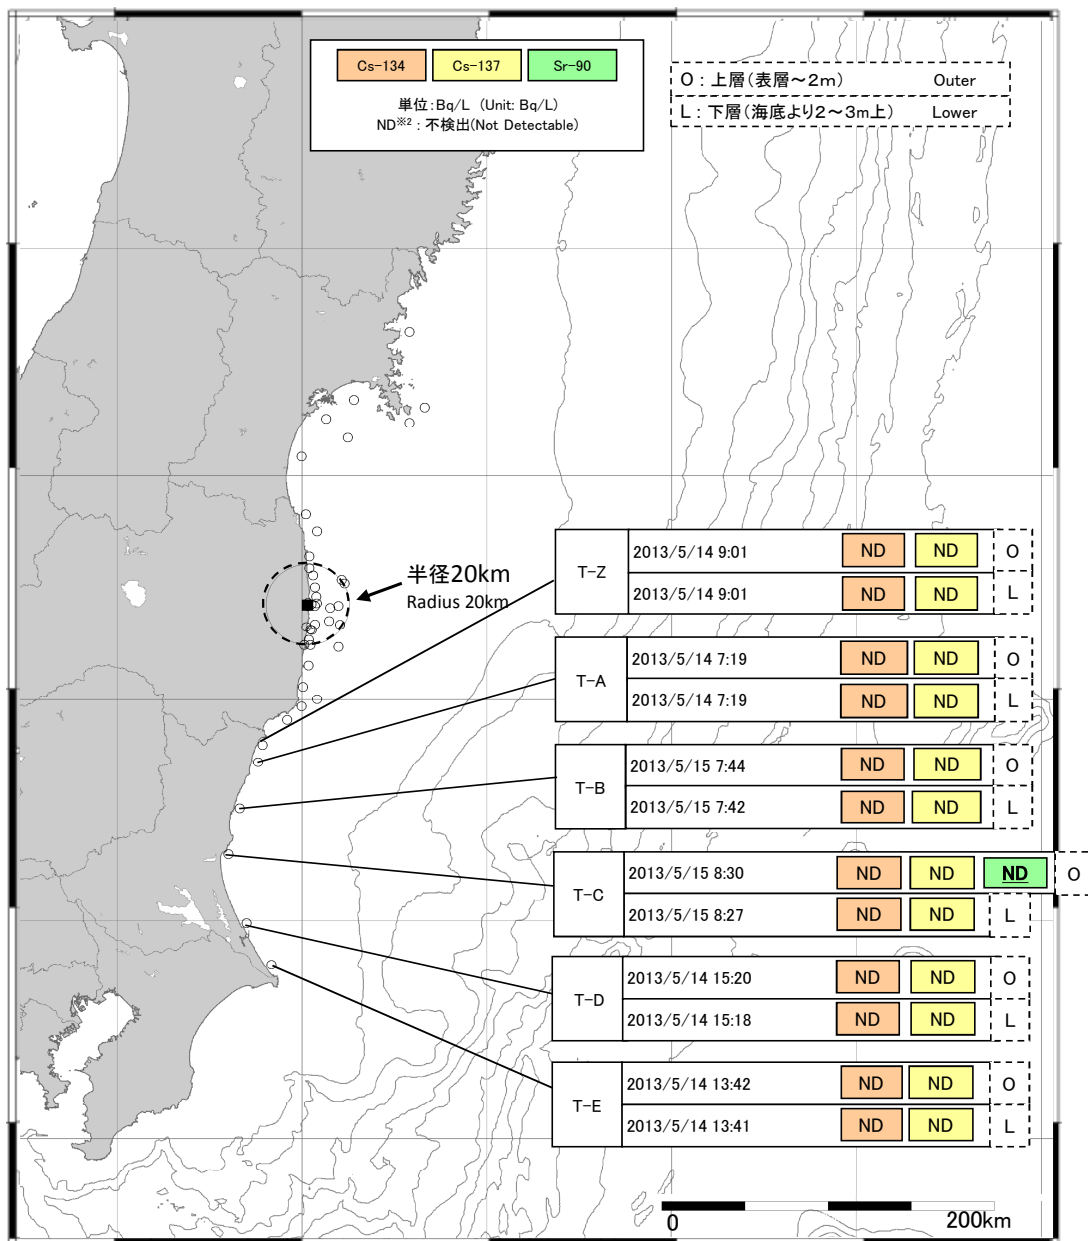 Cs-134 Cs-137 Sr-90
単位:Bq/L (Unit: Bq/L)
ND※2 : 不検出(Not Detectable)
O : 上層(表層～2m) Outer
L : 下層(海底より2～3m上) Lower
半径20km
Radius 20km
T-Z
2013/5/14 9:01 ND ND O
2013/5/14 9:01 ND ND L
T-A
2013/5/14 7:19 ND ND O
2013/5/14 7:19 ND ND L
T-B
2013/5/15 7:44 ND ND O
2013/5/15 7:42 ND ND L
T-C
2013/5/15 8:30 ND ND ND O
2013/5/15 8:27 ND ND L
T-D
2013/5/14 15:20 ND ND O
2013/5/14 15:18 ND ND L
T-E
2013/5/14 13:42 ND ND O
2013/5/14 13:41 ND ND L
0 200km